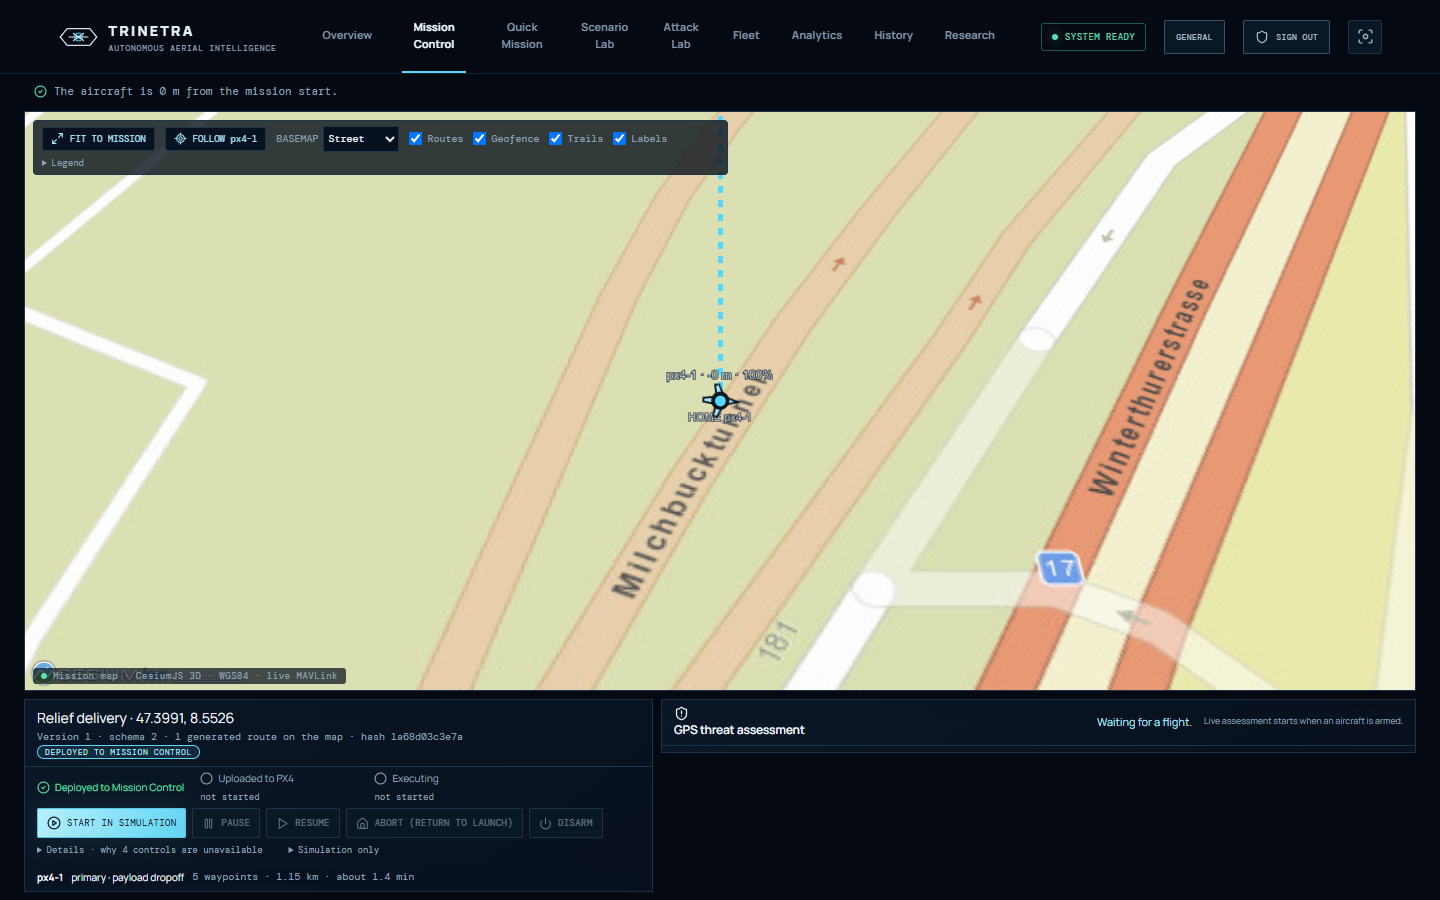 TRINETRA
AUTONOMOUS AERIAL INTELLIGENCE
Overview
Mission Control
Quick Mission
Scenario Lab
Attack Lab
Fleet
Analytics
History
Research
SYSTEM READY
GENERAL
SIGN OUT
The aircraft is 0 m from the mission start.
FIT TO MISSION
FOLLOW px4-1
BASEMAP
Street
Routes
Geofence
Trails
Labels
Legend
px4-1 · -0 m · 100%
HOME px4-1
Winterthurerstrasse
17
181
Mission map · CesiumJS 3D · WGS84 · live MAVLink
Relief delivery · 47.3991, 8.5526
Version 1 · schema 2 · 1 generated route on the map · hash 1a68d03c3e7a
DEPLOYED TO MISSION CONTROL
Deployed to Mission Control
Uploaded to PX4
not started
Executing
not started
START IN SIMULATION
PAUSE
RESUME
ABORT (RETURN TO LAUNCH)
DISARM
Details · why 4 controls are unavailable
Simulation only
px4-1 primary · payload dropoff 5 waypoints · 1.15 km · about 1.4 min
GPS threat assessment
Waiting for a flight.
Live assessment starts when an aircraft is armed.